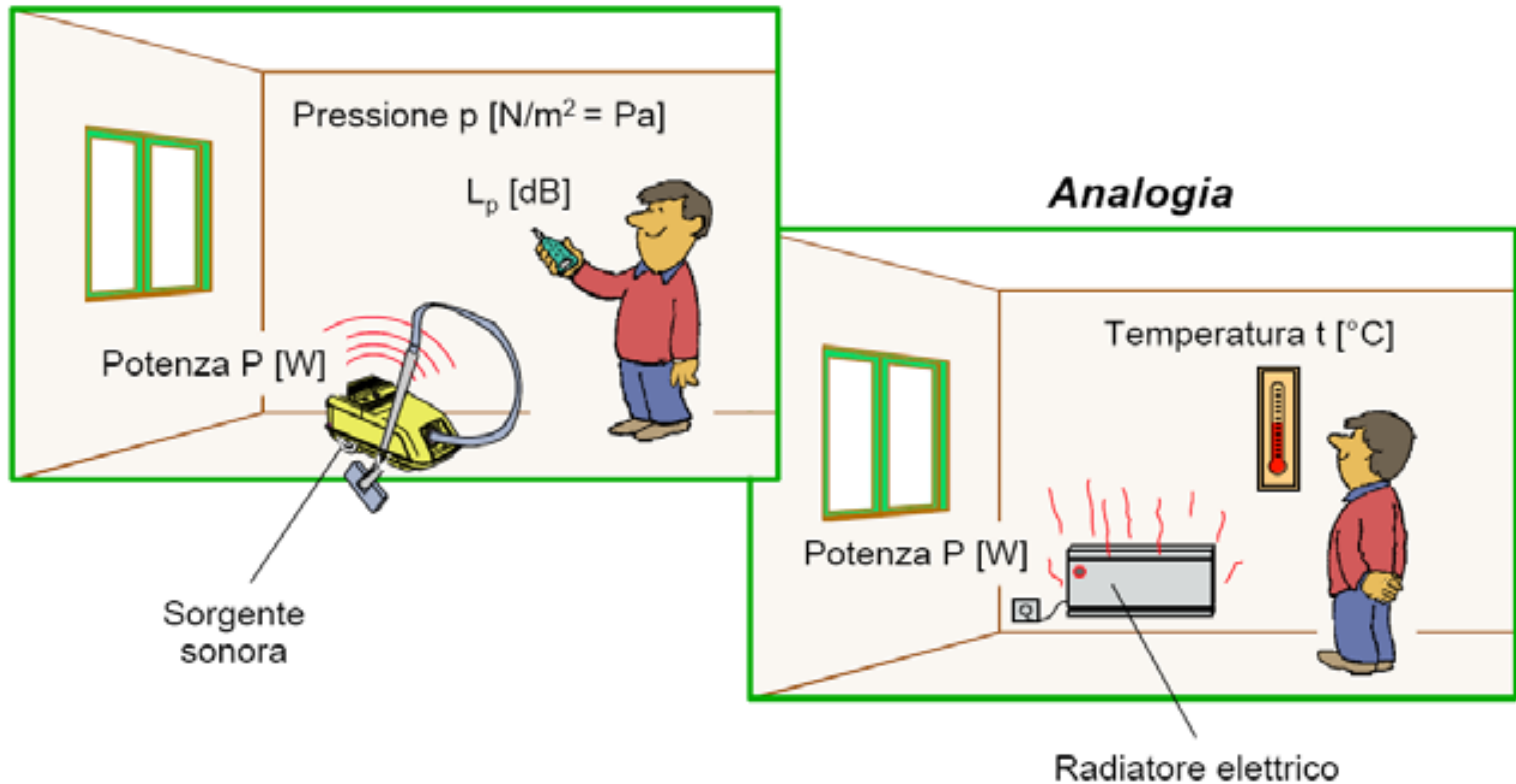 Pressione p [N/m² = Pa]
Lₚ [dB]
Potenza P [W]
Sorgente
sonora
Analogia
Temperatura t [°C]
Potenza P [W]
Radiatore elettrico